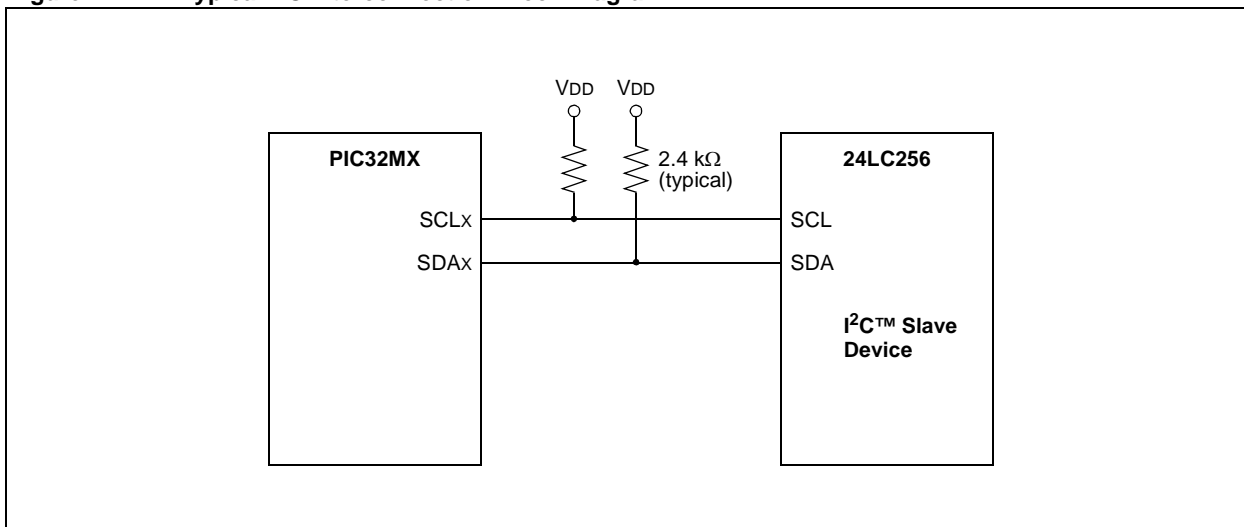 VDD VDD
PIC32MX
2.4 kΩ
(typical)
24LC256
SCLx
SCL
SDAx
SDA
I²C™ Slave
Device